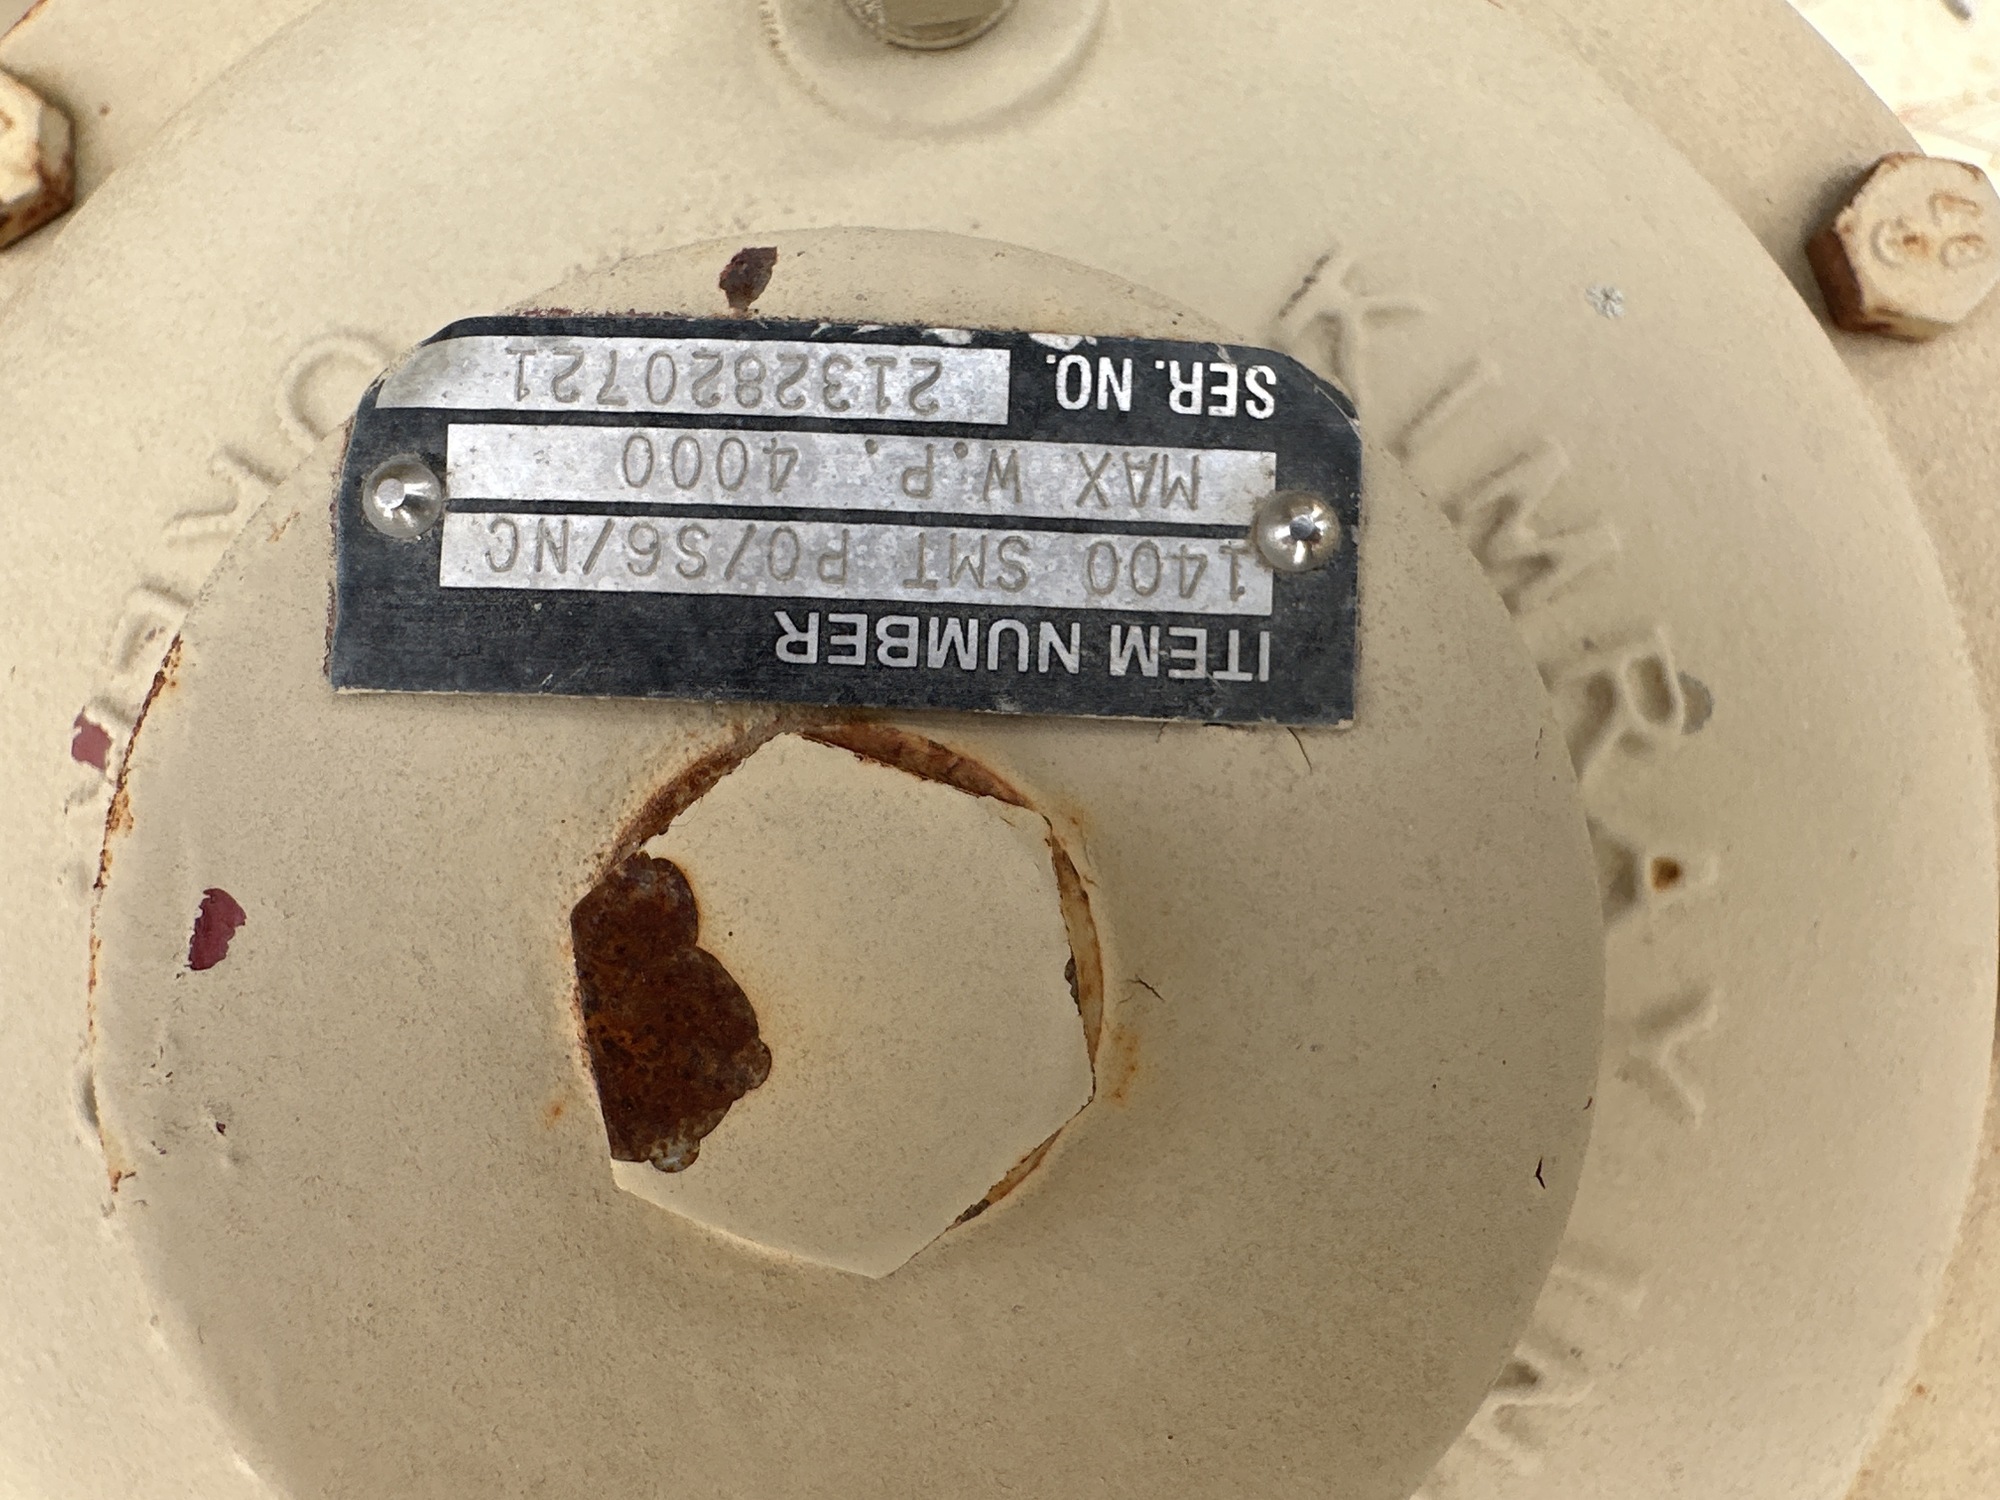 ITEM NUMBER
1400 SMT PO/S6/NC
MAX W.P. 4000
SER. NO. 2132820721
KIMRAY